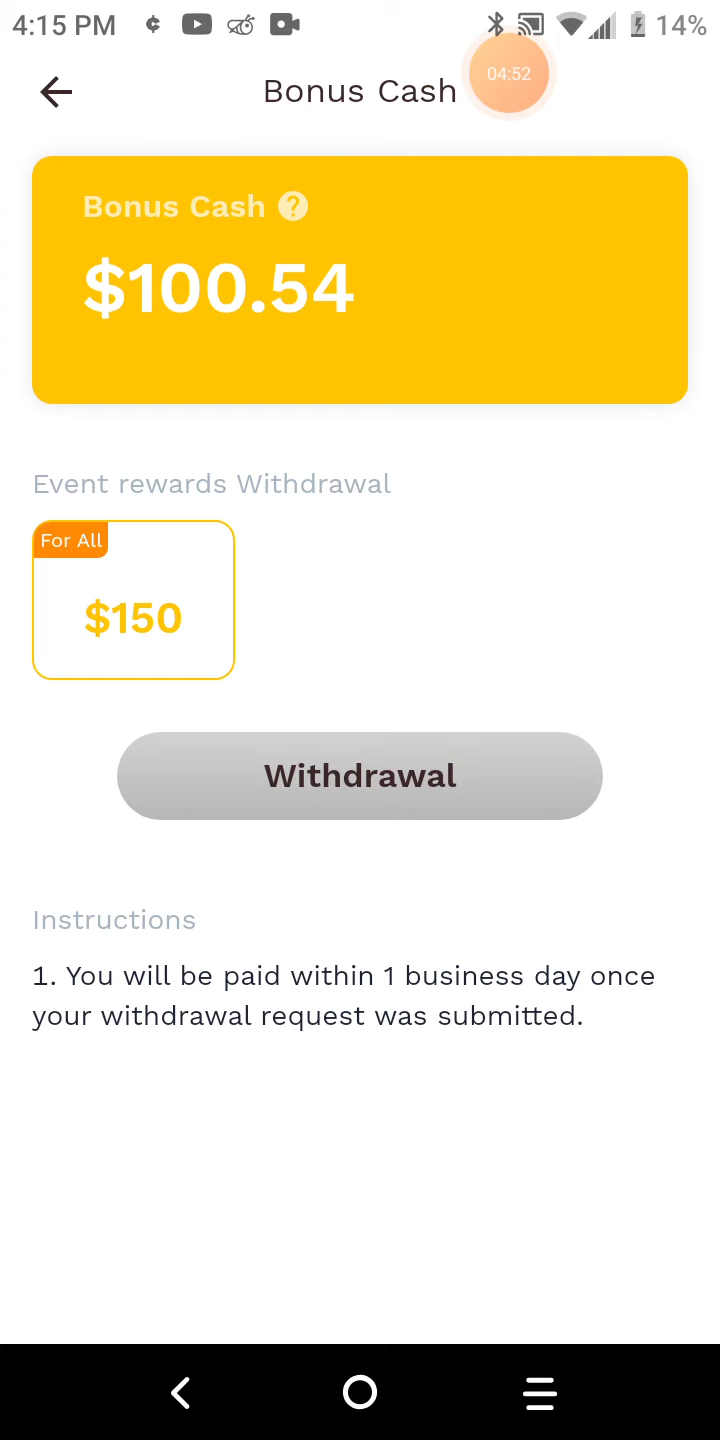 4:15 PM 14%
Bonus Cash
04:52
Bonus Cash ?
$100.54
Event rewards Withdrawal
For All
$150
Withdrawal
Instructions
1. You will be paid within 1 business day once
your withdrawal request was submitted.